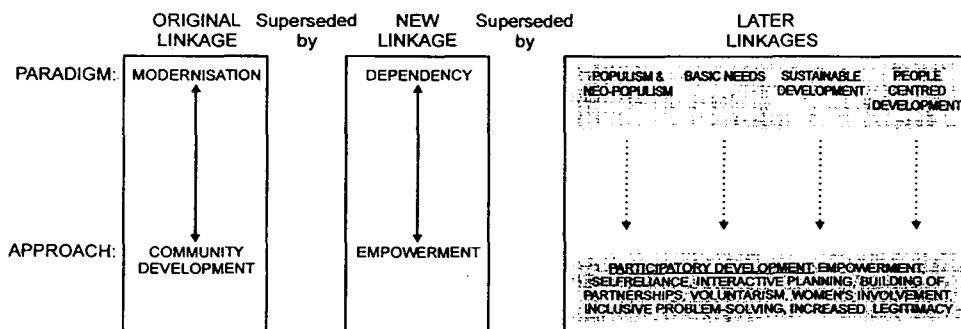 ORIGINAL LINKAGE
Superseded by
NEW LINKAGE
Superseded by
LATER LINKAGES
PARADIGM:
MODERNISATION
DEPENDENCY
POPULISM &
NEO-POPULISM
BASIC NEEDS
SUSTAINABLE
DEVELOPMENT
PEOPLE
CENTRED
DEVELOPMENT
APPROACH:
COMMUNITY
DEVELOPMENT
EMPOWERMENT
PARTICIPATORY DEVELOPMENT, EMPOWERMENT,
SELFRELIANCE, INTERACTIVE PLANNING, BUILDING OF
PARTNERSHIPS, VOLUNTARISM, WOMEN'S INVOLVEMENT,
INCLUSIVE PROBLEM-SOLVING, INCREASED LEGITIMACY